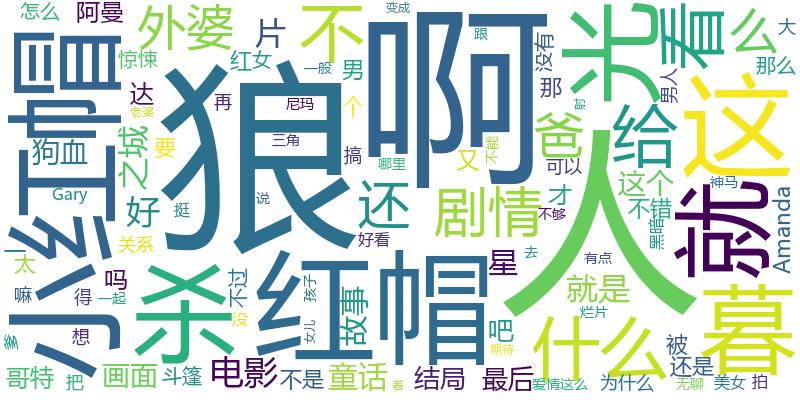 怎么
变成
跟
大
阿曼
外婆
片
不
啊
光
看
么
惊悚
红女
一般
男
没有
那
那么
男人
小红帽
达
再
尼玛
个
老婆
狼
爸
给
这
射
狗血
之城
要
三角
搞
哪里
又
不能
人
Gary
好
挺
说
还
可以
剧情
才
不够
这个
不错
黑暗
神马
就
Amanda
太
一
关系
吗
不过
好看
星
去
有点
就是
嘛
得
一起
杀
没
红帽
孩子
故事
女儿
烂片
暮
爹
想
吧
期待
什么
被
还是
哥特
把
画面
斗篷
电影
不是
童话
着
结局
最后
爱情这么
为什么
无聊
美女
拍